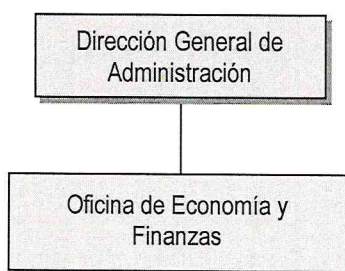 Dirección General de
Administración
Oficina de Economía y
Finanzas